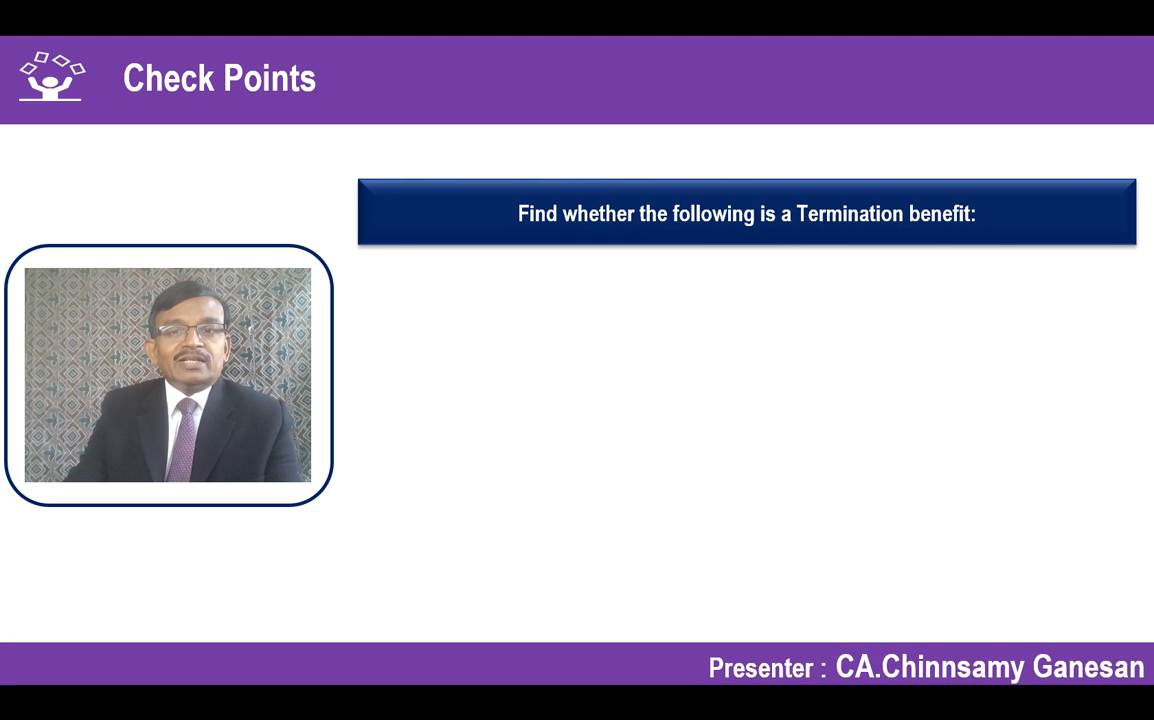 Check Points
Find whether the following is a Termination benefit:
Presenter : CA.Chinnsamy Ganesan